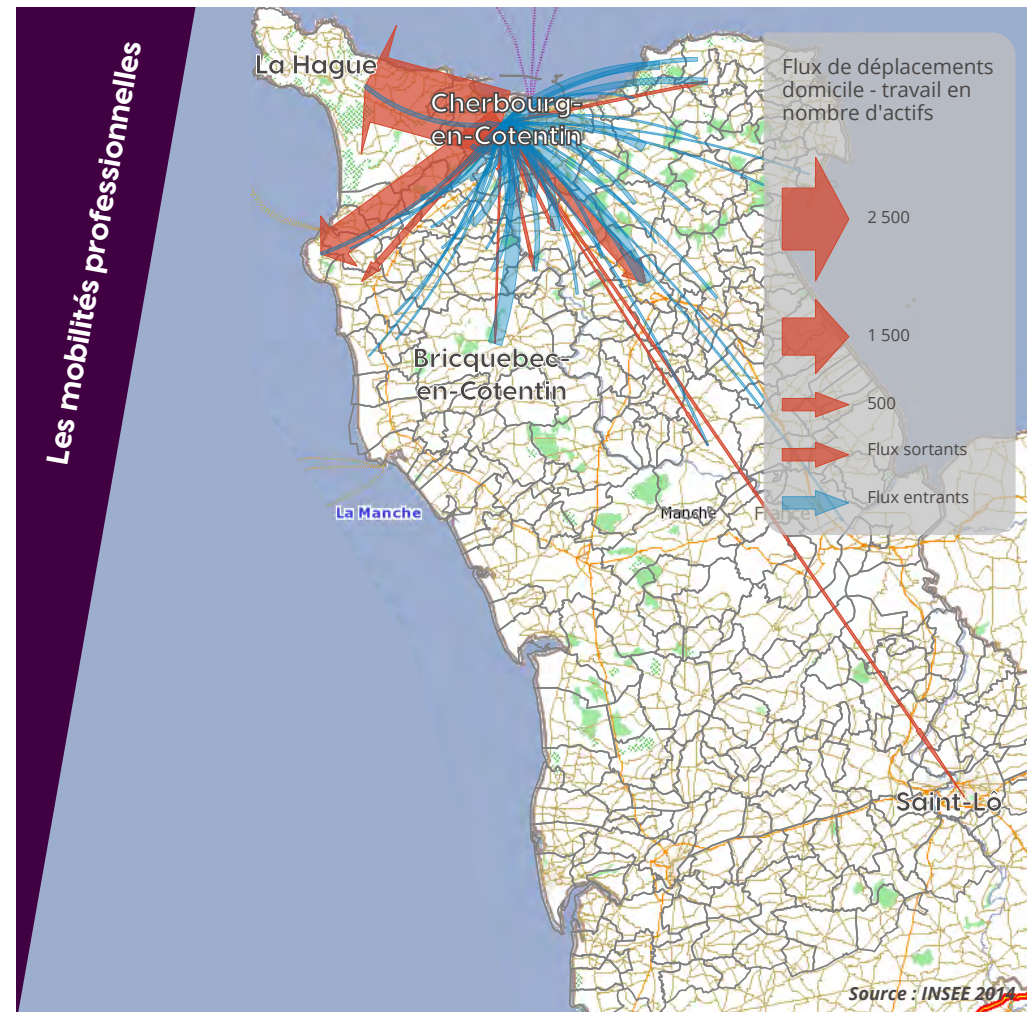 Les mobilités professionnelles
La Hague
Cherbourg-
en-Cotentin
Flux de déplacements
domicile - travail en
nombre d'actifs
2 500
1 500
500
Flux sortants
Flux entrants
Bricquebec-
en-Cotentin
La Manche
Manche
France
Saint-Lô
Source : INSEE 2014